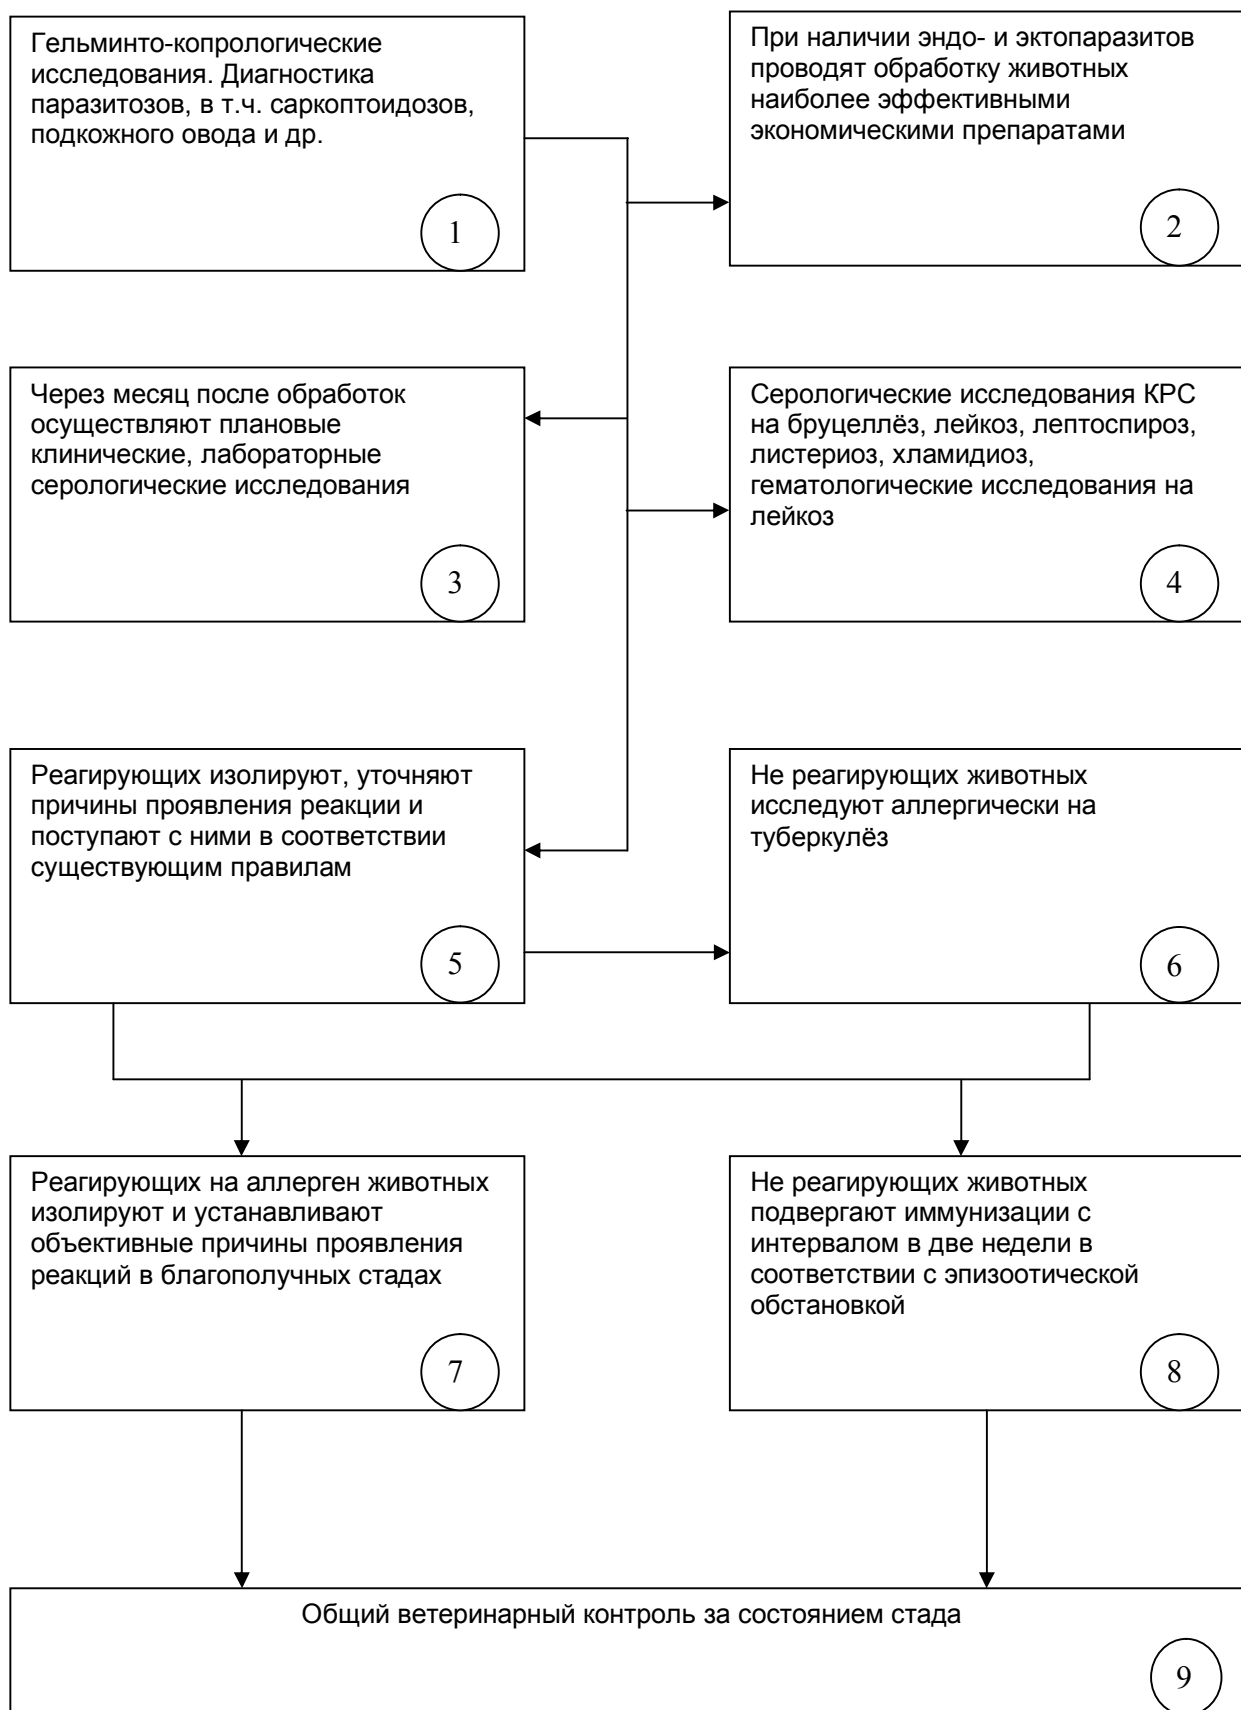 Гельминто-копрологические
исследования. Диагностика
паразитозов, в т.ч. саркоптоидозов,
подкожного овода и др.
1
При наличии эндо- и эктопаразитов
проводят обработку животных
наиболее эффективными
экономическими препаратами
2
Через месяц после обработок
осуществляют плановые
клинические, лабораторные
серологические исследования
3
Серологические исследования КРС
на бруцеллёз, лейкоз, лептоспироз,
листериоз, хламидиоз,
гематологические исследования на
лейкоз
4
Реагирующих изолируют, уточняют
причины проявления реакции и
поступают с ними в соответствии
существующим правилам
5
Не реагирующих животных
исследуют аллергически на
туберкулёз
6
Реагирующих на аллерген животных
изолируют и устанавливают
объективные причины проявления
реакций в благополучных стадах
7
Не реагирующих животных
подвергают иммунизации с
интервалом в две недели в
соответствии с эпизоотической
обстановкой
8
Общий ветеринарный контроль за состоянием стада
9